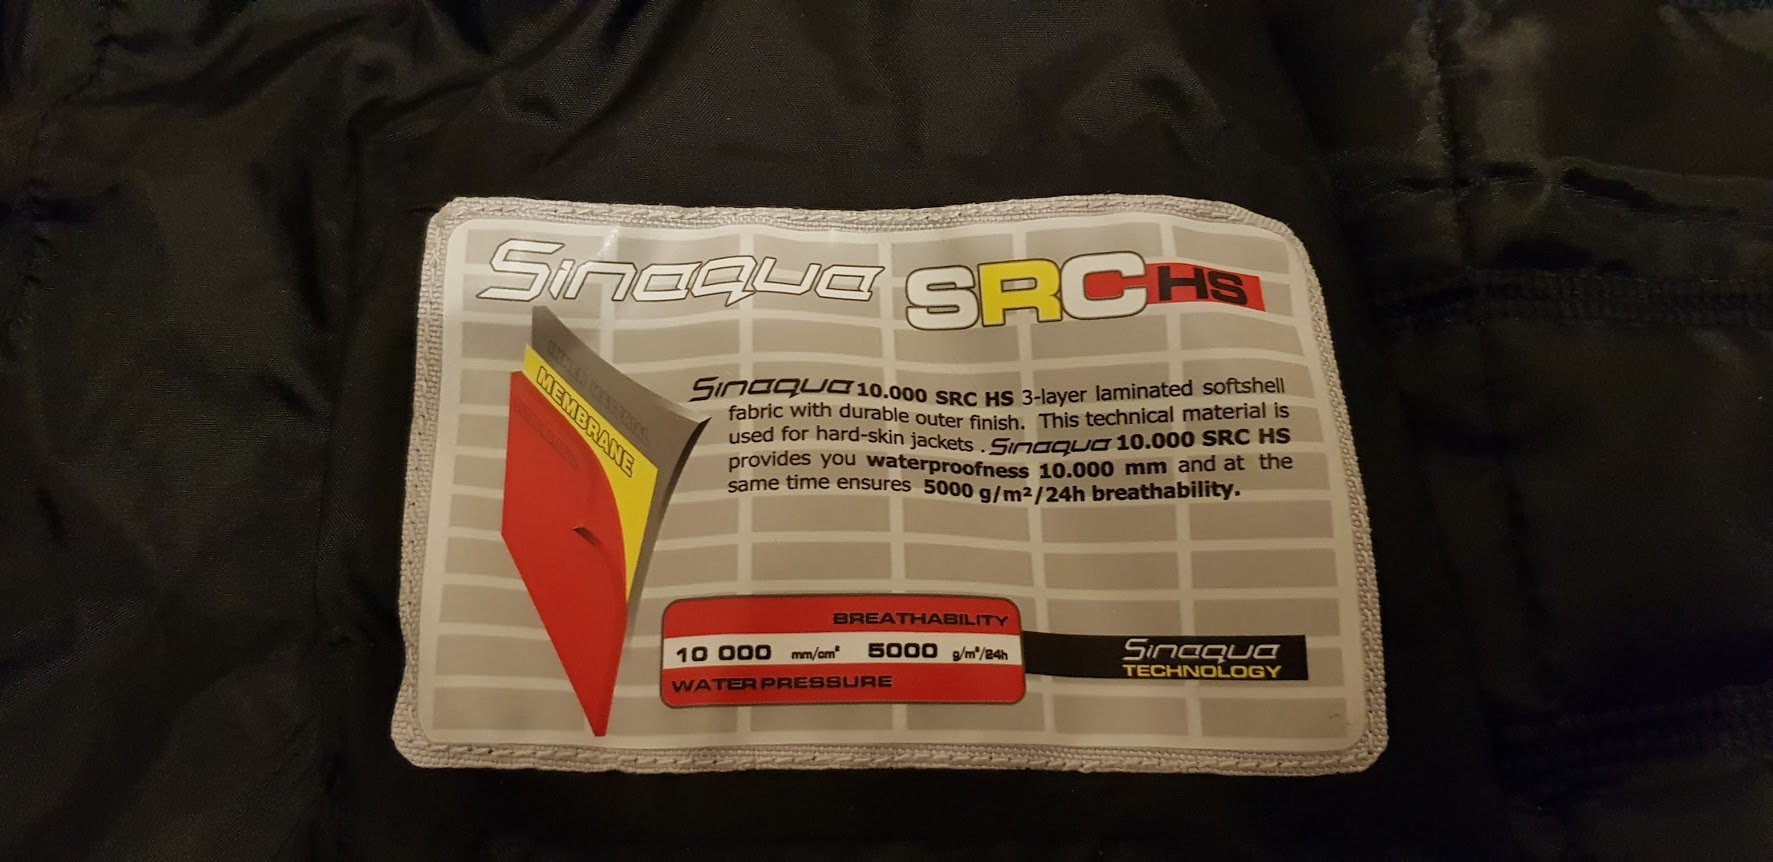 Sinaqua SRC HS
INNER MATERIAL
MEMBRANE
Sinaqua 10.000 SRC HS 3-layer laminated softshell
fabric with durable outer finish. This technical material is
used for hard-skin jackets . Sinaqua 10.000 SRC HS
provides you waterproofness 10.000 mm and at the
same time ensures 5000 g/m²/24h breathability.
BREATHABILITY
10 000 mm/cm² 5000 g/m²/24h
WATER PRESSURE
Sinaqua
TECHNOLOGY